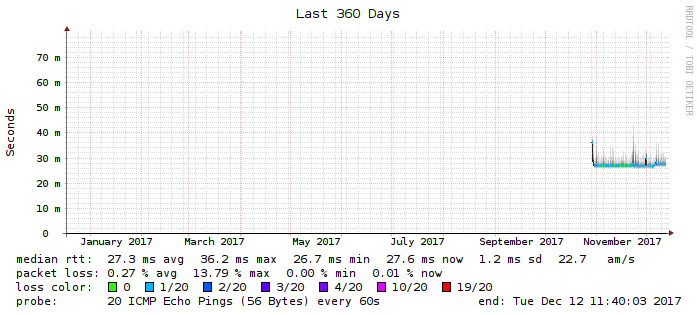 Last 360 Days
RRDTOOL / TOBI OETIKER
Seconds
70 m
60 m
50 m
40 m
30 m
20 m
10 m
0
January 2017 March 2017 May 2017 July 2017 September 2017 November 2017
median rtt: 27.3 ms avg 36.2 ms max 26.7 ms min 27.6 ms now 1.2 ms sd 22.7 am/s
packet loss: 0.27 % avg 13.79 % max 0.00 % min 0.01 % now
loss color: 0 1/20 2/20 3/20 4/20 10/20 19/20
probe: 20 ICMP Echo Pings (56 Bytes) every 60s end: Tue Dec 12 11:40:03 2017